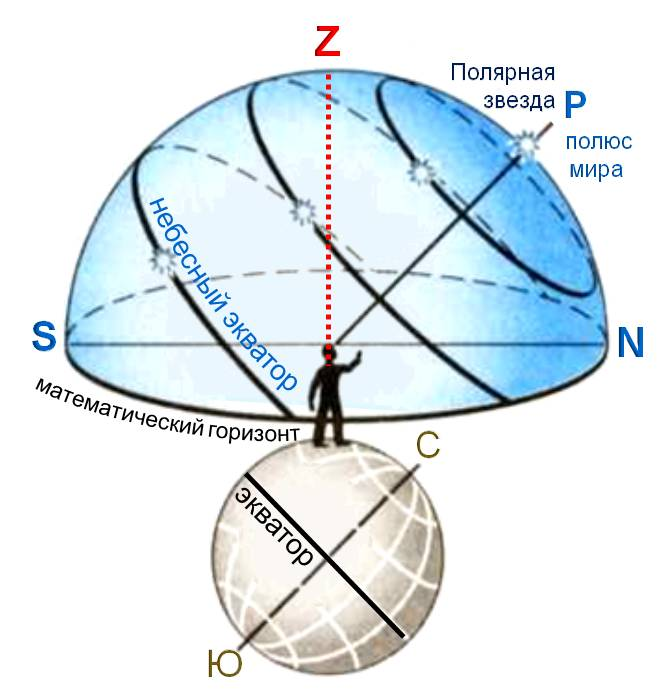 Z
Полярная
звезда
P
полюс
мира
небесный экватор
S
N
математический горизонт
С
экватор
Ю